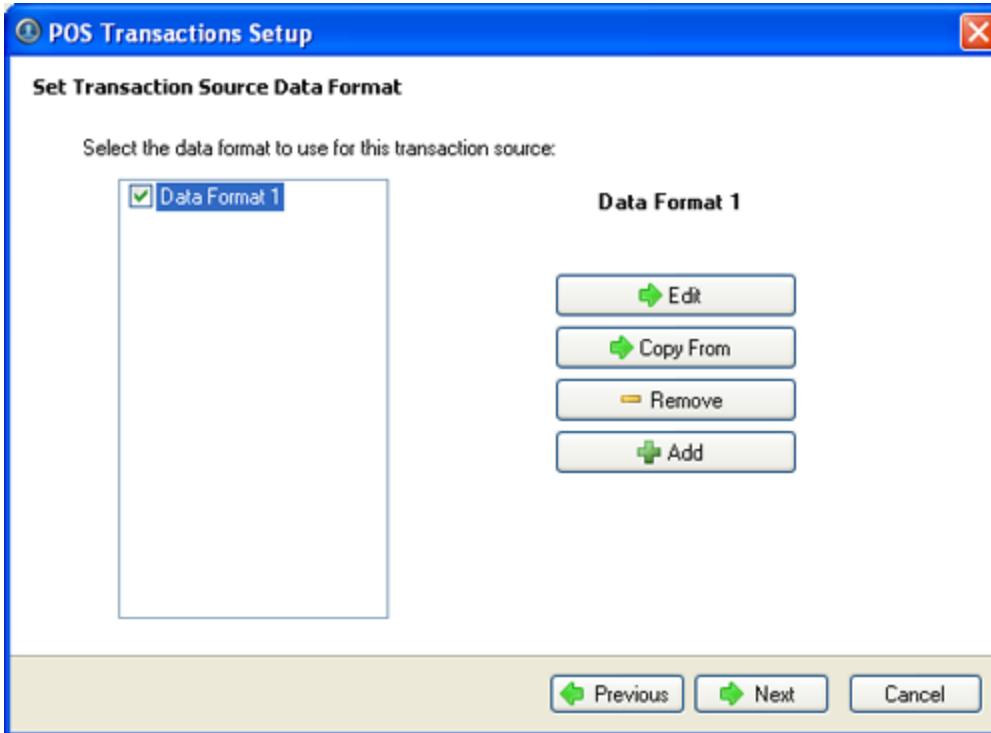 POS Transactions Setup
Set Transaction Source Data Format
Select the data format to use for this transaction source:
Data Format 1
Data Format 1
Edit
Copy From
Remove
Add
Previous
Next
Cancel